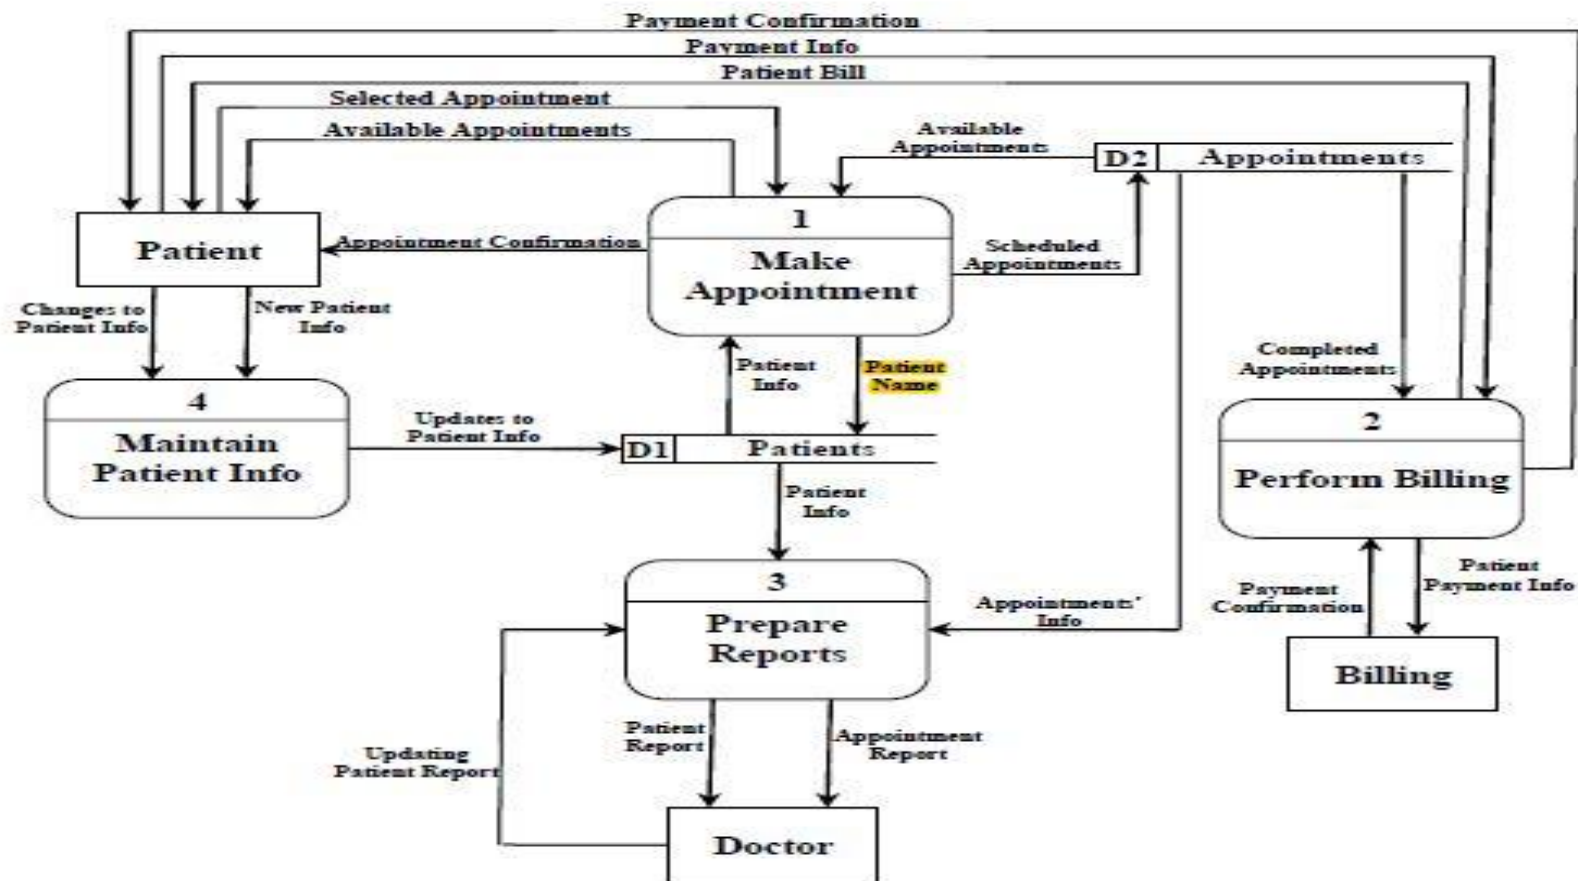 Payment Confirmation
Payment Info
Patient Bill
Selected Appointment
Available Appointments
Available
Appointments
D2 Appointments
Patient
Appointment Confirmation
1
Make
Appointment
Scheduled
Appointments
Changes to
Patient Info
New Patient
Info
Patient
Info
Patient
Name
Completed
Appointments
4
Maintain
Patient Info
Updates to
Patient Info
D1 Patients
2
Perform Billing
Patient
Info
3
Prepare
Reports
Appointments'
Info
Payment
Confirmation
Patient
Payment Info
Billing
Patient
Report
Appointment
Report
Updating
Patient Report
Doctor